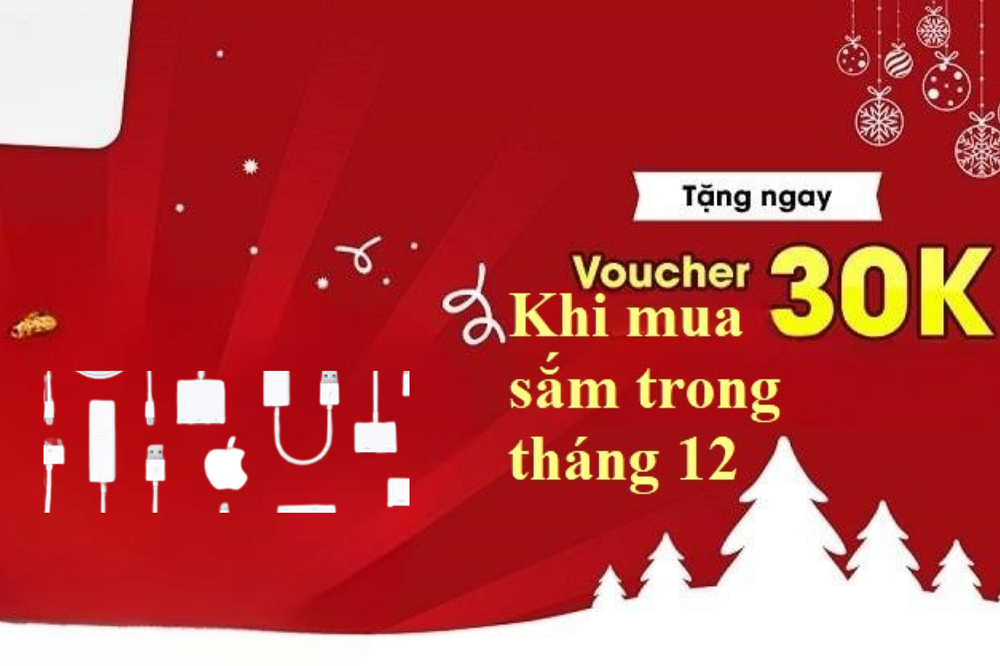 Tặng ngay
Voucher 30K
Khi mua
sắm trong
tháng 12